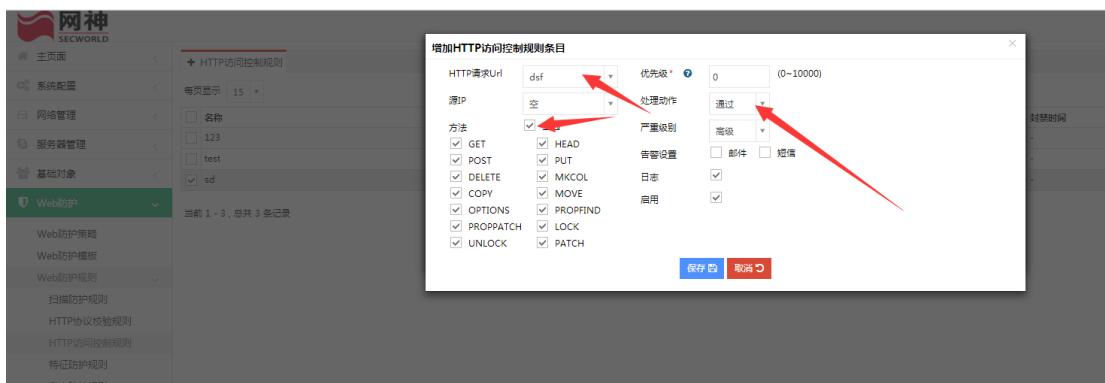 网神
SECWORLD
主页面
系统配置
网络管理
服务器管理
基础对象
Web防护
Web防护策略
Web防护模板
Web防护规则
扫描防护规则
HTTP协议校验规则
HTTP访问控制规则
特征防护规则
+ HTTP访问控制规则
每页显示 15
名称
封禁时间
123
-
test
-
sd
-
当前 1 - 3 , 总共 3 条记录
增加HTTP访问控制规则条目 ×
HTTP请求Url dsf 优先级 * ? 0 (0~10000)
源IP 空 处理动作 通过
方法 严重级别 高级
GET HEAD
告警设置 邮件 短信
POST PUT
DELETE MKCOL 日志
COPY MOVE 启用
OPTIONS PROPFIND
PROPPATCH LOCK
UNLOCK PATCH
保存 取消